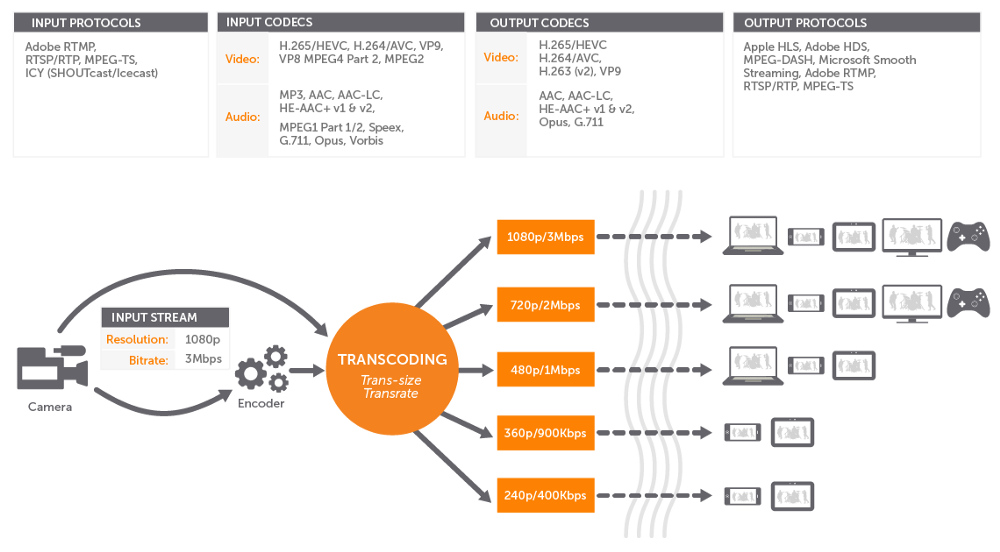 INPUT PROTOCOLS
Adobe RTMP,
RTSP/RTP, MPEG-TS,
ICY (SHOUTcast/Icecast)
INPUT CODECS
Video:
H.265/HEVC, H.264/AVC, VP9,
VP8 MPEG4 Part 2, MPEG2
Audio:
MP3, AAC, AAC-LC,
HE-AAC+ v1 & v2,
MPEG1 Part 1/2, Speex,
G.711, Opus, Vorbis
OUTPUT CODECS
Video:
H.265/HEVC
H.264/AVC,
H.263 (v2), VP9
Audio:
AAC, AAC-LC,
HE-AAC+ v1 & v2,
Opus, G.711
OUTPUT PROTOCOLS
Apple HLS, Adobe HDS,
MPEG-DASH, Microsoft Smooth
Streaming, Adobe RTMP,
RTSP/RTP, MPEG-TS
INPUT STREAM
Resolution: 1080p
Bitrate: 3Mbps
Camera
Encoder
TRANSCODING
Trans-size
Transrate
1080p/3Mbps
720p/2Mbps
480p/1Mbps
360p/900Kbps
240p/400Kbps